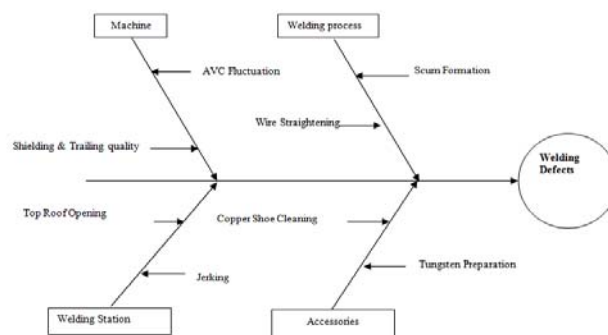 Machine
Welding process
AVC Fluctuation
Scum Formation
Wire Straightening
Shielding & Trailing quality
Welding
Defects
Top Roof Opening
Copper Shoe Cleaning
Jerking
Tungsten Preparation
Welding Station
Accessories